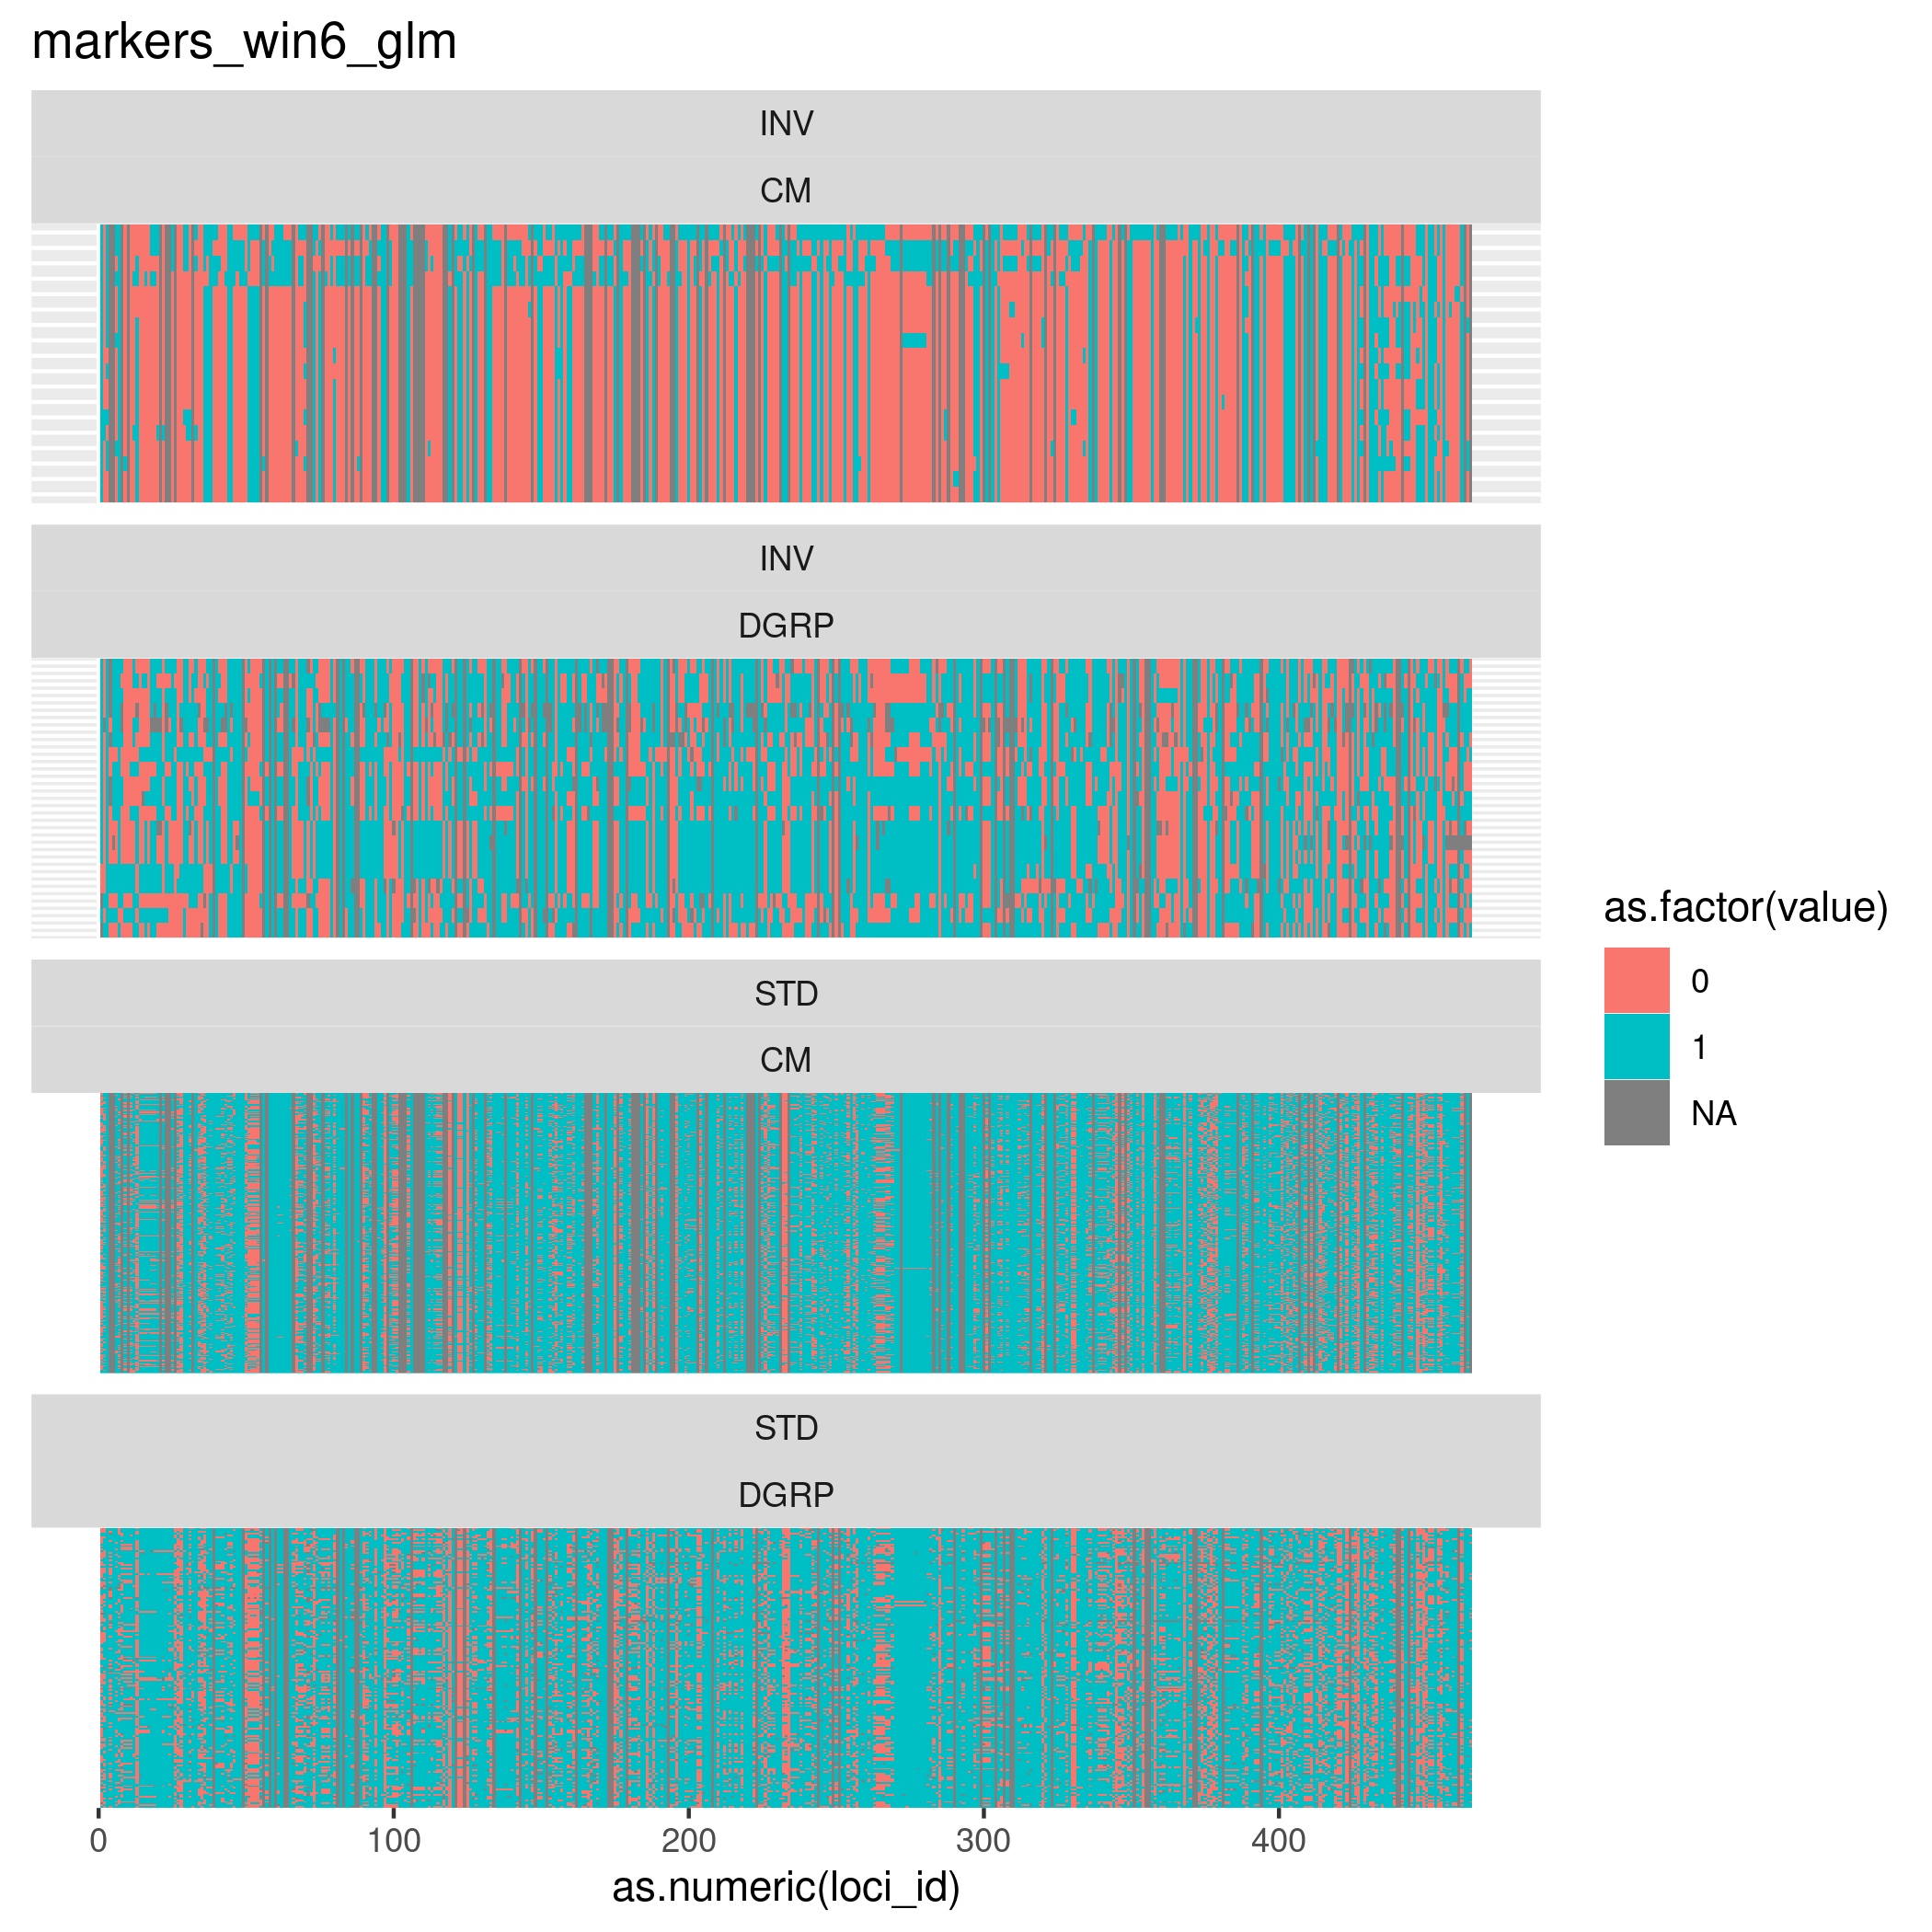 markers_win6_glm
INV
CM
INV
DGRP
STD
CM
STD
DGRP
as.factor(value)
0
1
NA
0 100 200 300 400
as.numeric(loci_id)